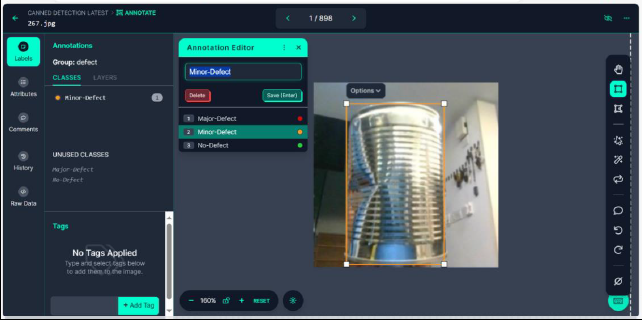 CANNED DETECTION LATEST · ANNOTATE
267.jpg
1 / 898
Labels
Attributes
Comments
History
Raw Data
Annotations
Group: defect
CLASSES LAYERS
Minor-Defect 1
UNUSED CLASSES
Major-Defect
No-Defect
Tags
No Tags Applied
Type and select tags below
to add them to the image.
+ Add Tag
Annotation Editor
Minor-Defect
Delete Save (Enter)
1 Major-Defect
2 Minor-Defect
3 No-Defect
Options
- 160% + RESET